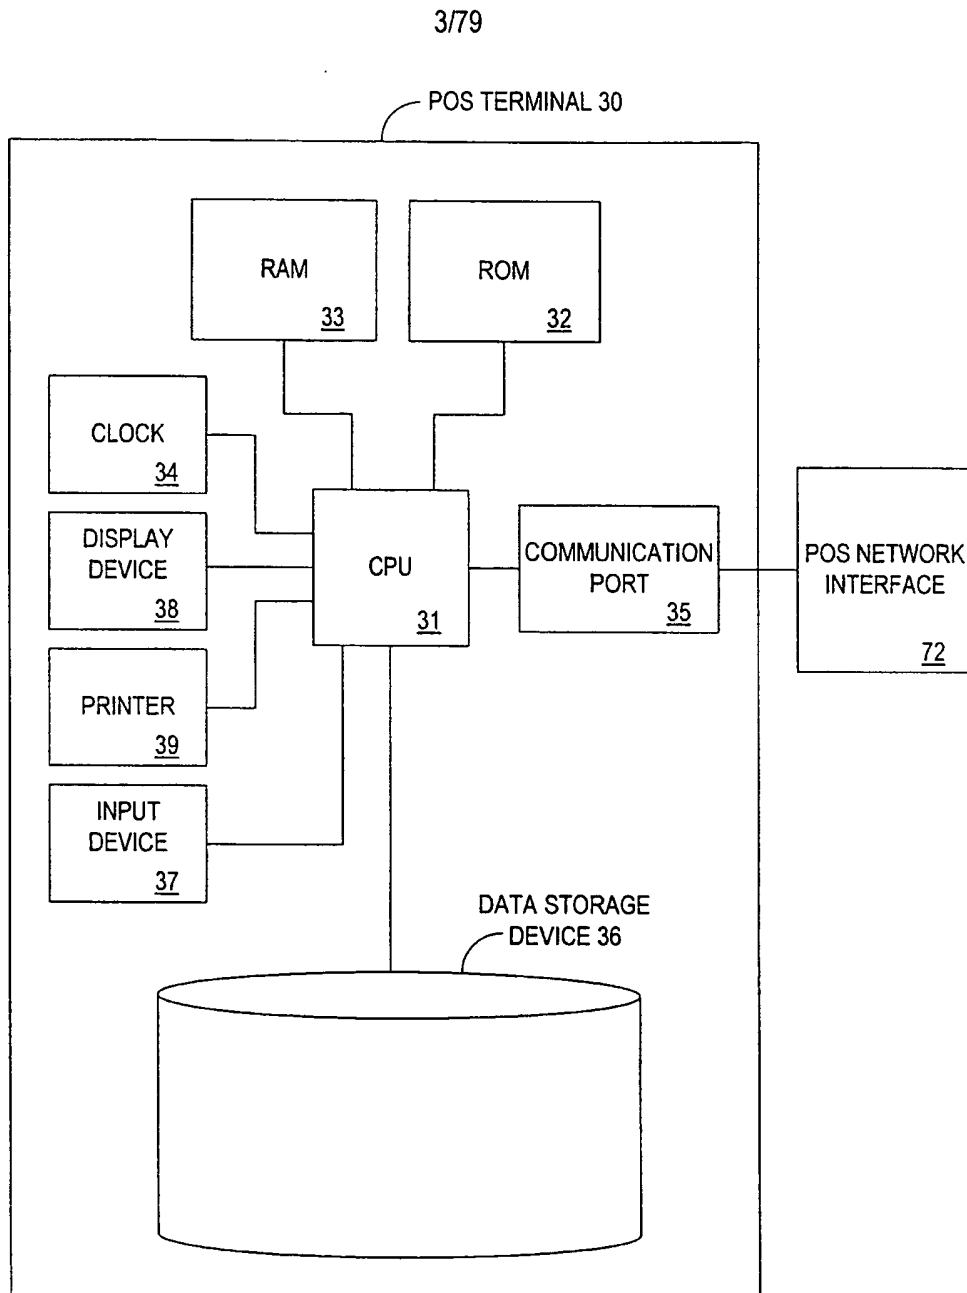 3/79
POS TERMINAL 30
RAM
33
ROM
32
CLOCK
34
DISPLAY
DEVICE
38
PRINTER
39
INPUT
DEVICE
37
CPU
31
COMMUNICATION
PORT
35
POS NETWORK
INTERFACE
72
DATA STORAGE
DEVICE 36